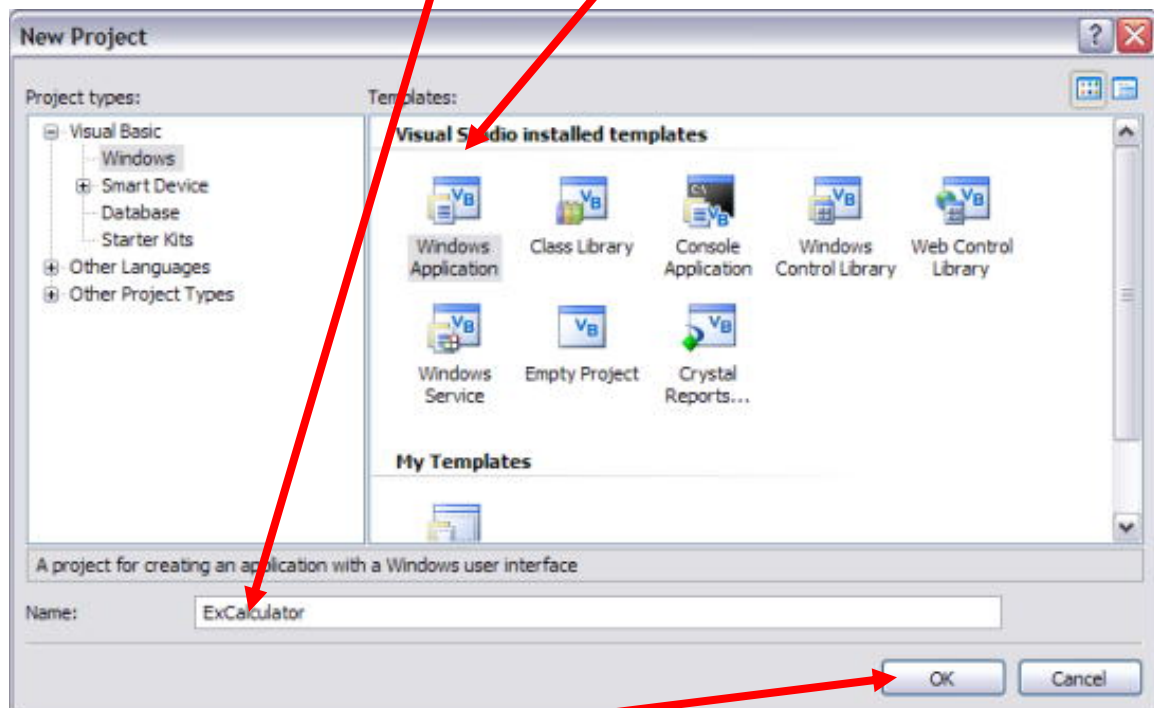 New Project
Project types:
Templates:
Visual Basic
Windows
Smart Device
Database
Starter Kits
Other Languages
Other Project Types
Visual Studio installed templates
Windows Application
Class Library
Console Application
Windows Control Library
Web Control Library
Windows Service
Empty Project
Crystal Reports...
My Templates
A project for creating an application with a Windows user interface
Name:
ExCalculator
OK
Cancel